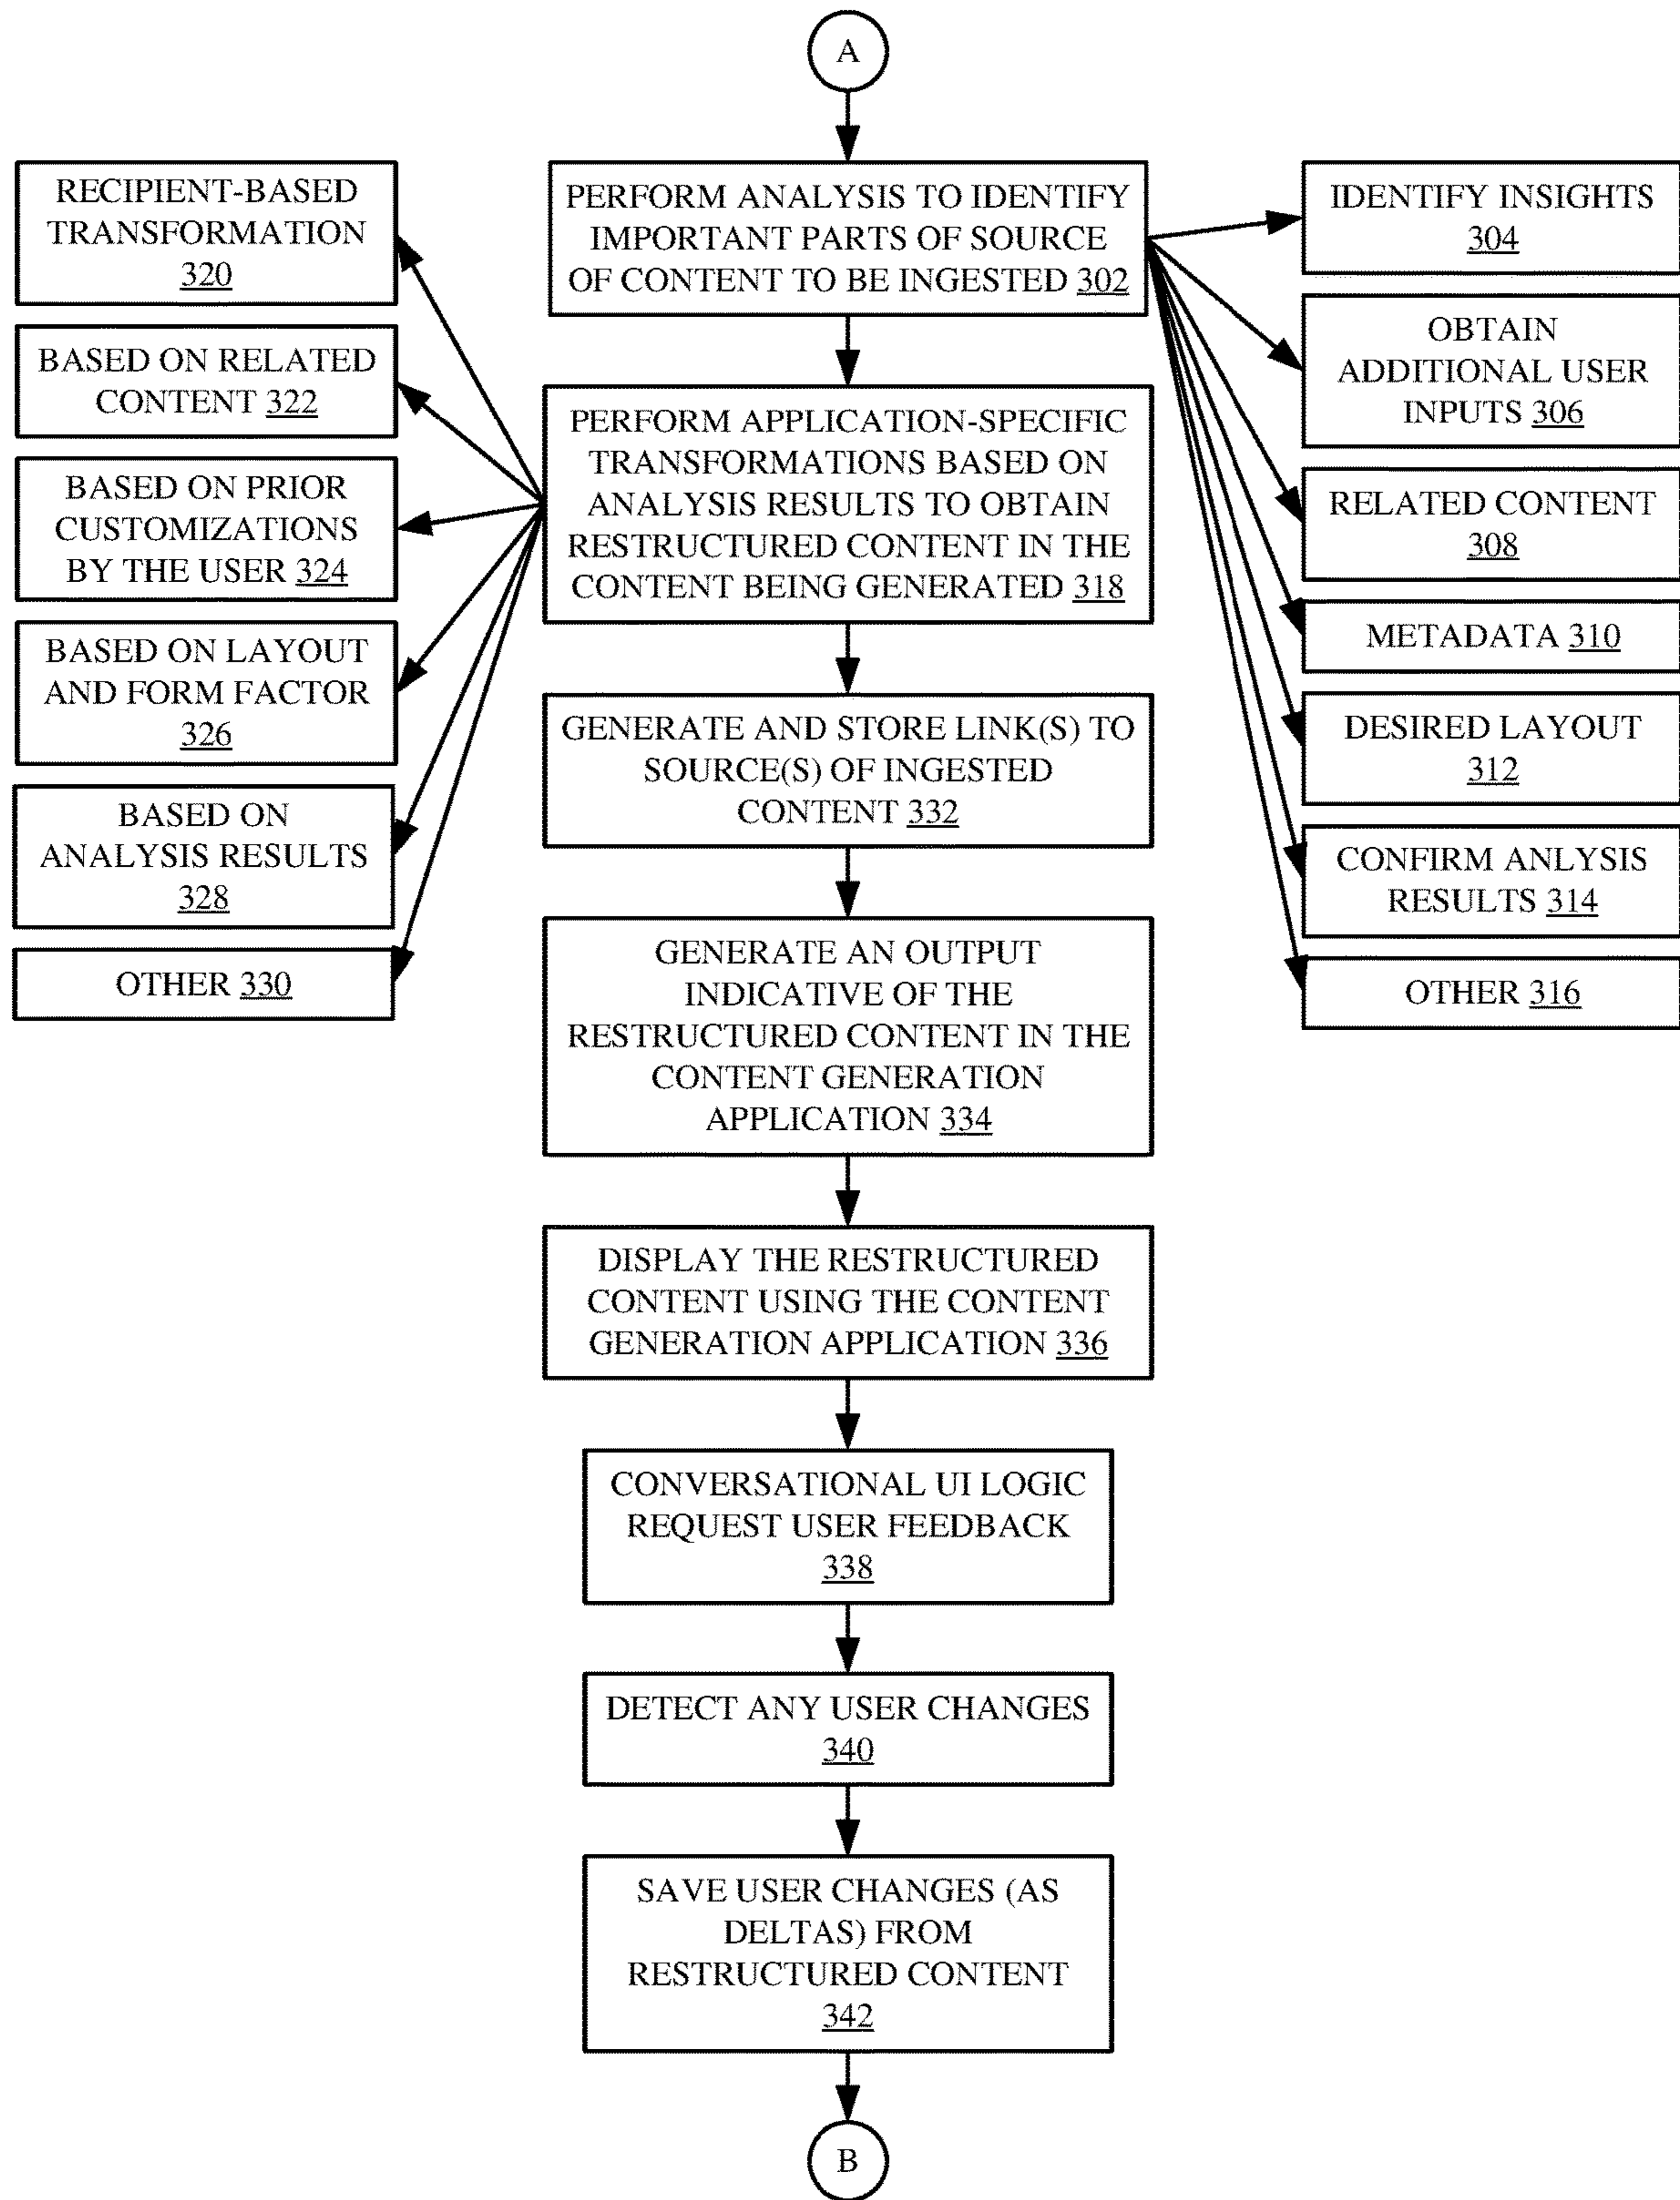 A
PERFORM ANALYSIS TO IDENTIFY
IMPORTANT PARTS OF SOURCE
OF CONTENT TO BE INGESTED 302
IDENTIFY INSIGHTS
304
OBTAIN
ADDITIONAL USER
INPUTS 306
RELATED CONTENT
308
METADATA 310
DESIRED LAYOUT
312
CONFIRM ANLYSIS
RESULTS 314
OTHER 316
PERFORM APPLICATION-SPECIFIC
TRANSFORMATIONS BASED ON
ANALYSIS RESULTS TO OBTAIN
RESTRUCTURED CONTENT IN THE
CONTENT BEING GENERATED 318
RECIPIENT-BASED
TRANSFORMATION
320
BASED ON RELATED
CONTENT 322
BASED ON PRIOR
CUSTOMIZATIONS
BY THE USER 324
BASED ON LAYOUT
AND FORM FACTOR
326
BASED ON
ANALYSIS RESULTS
328
OTHER 330
GENERATE AND STORE LINK(S) TO
SOURCE(S) OF INGESTED
CONTENT 332
GENERATE AN OUTPUT
INDICATIVE OF THE
RESTRUCTURED CONTENT IN THE
CONTENT GENERATION
APPLICATION 334
DISPLAY THE RESTRUCTURED
CONTENT USING THE CONTENT
GENERATION APPLICATION 336
CONVERSATIONAL UI LOGIC
REQUEST USER FEEDBACK
338
DETECT ANY USER CHANGES
340
SAVE USER CHANGES (AS
DELTAS) FROM
RESTRUCTURED CONTENT
342
B